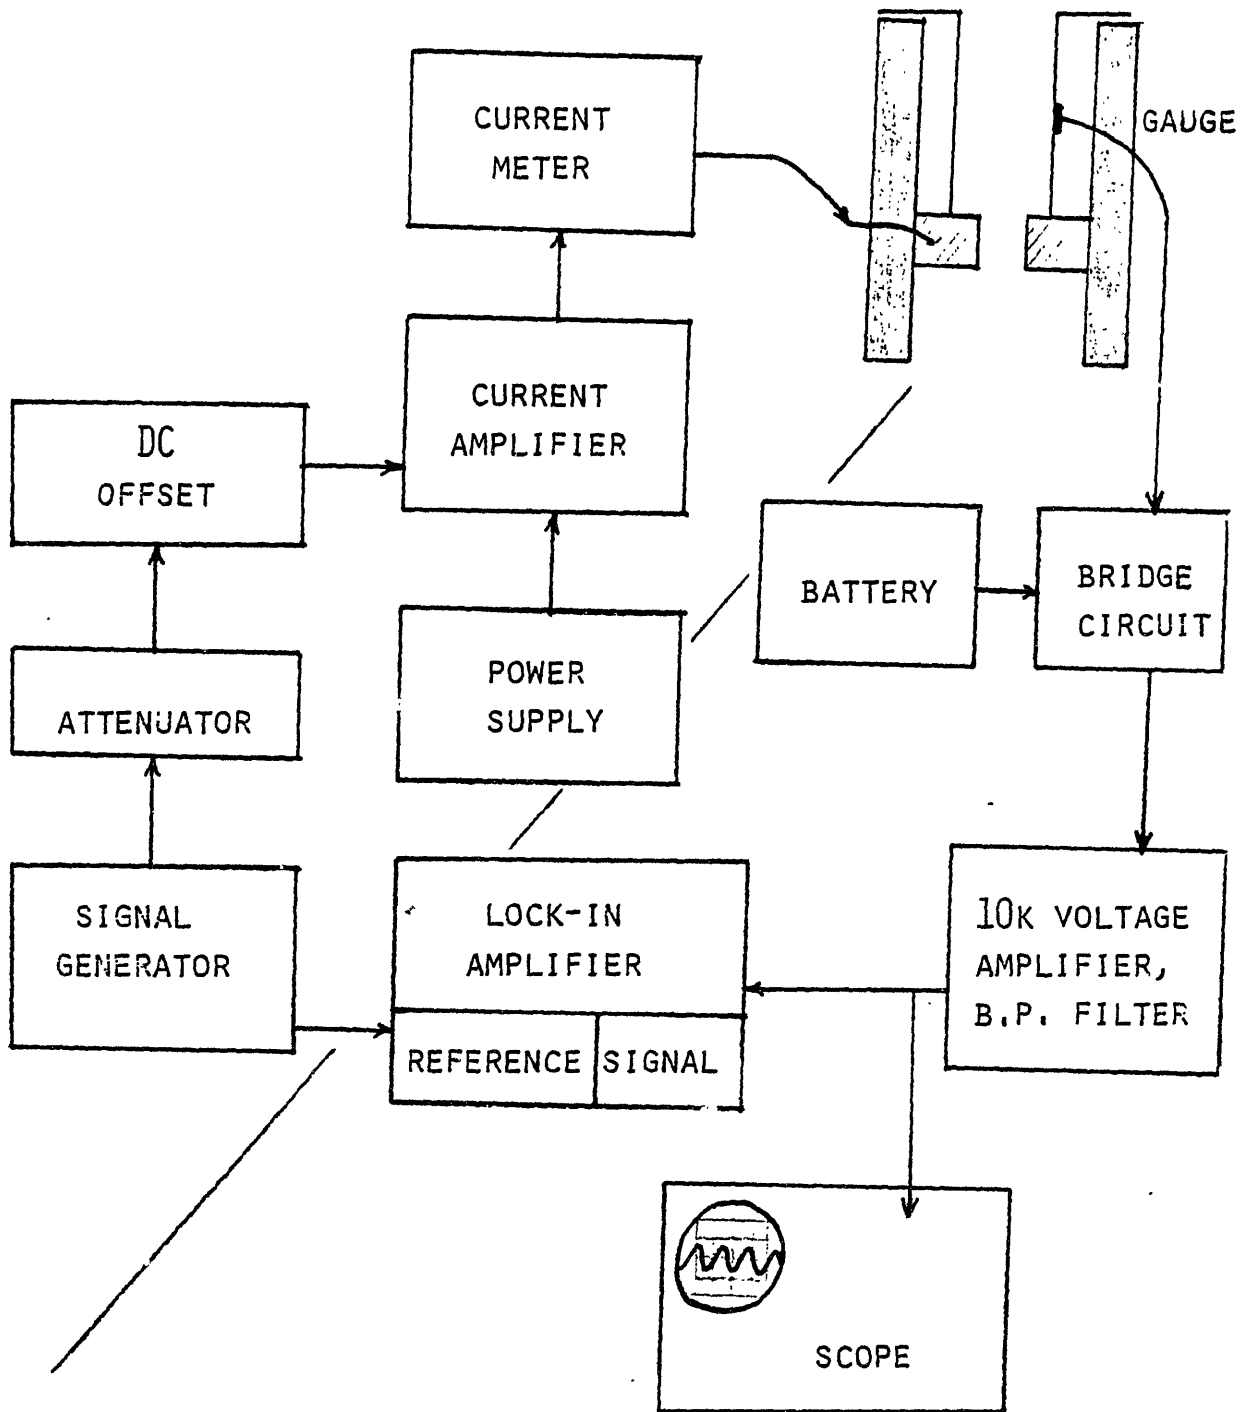 CURRENT
METER
GAUGE
CURRENT
AMPLIFIER
DC
OFFSET
BATTERY
BRIDGE
CIRCUIT
POWER
SUPPLY
ATTENUATOR
SIGNAL
GENERATOR
LOCK-IN
AMPLIFIER
REFERENCE
SIGNAL
10K VOLTAGE
AMPLIFIER,
B.P. FILTER
SCOPE